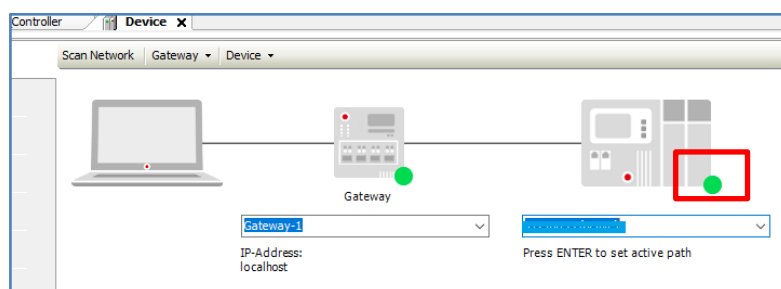 Controller
Device X
Scan Network Gateway Device
Gateway
Gateway-1
IP-Address:
localhost
Press ENTER to set active path